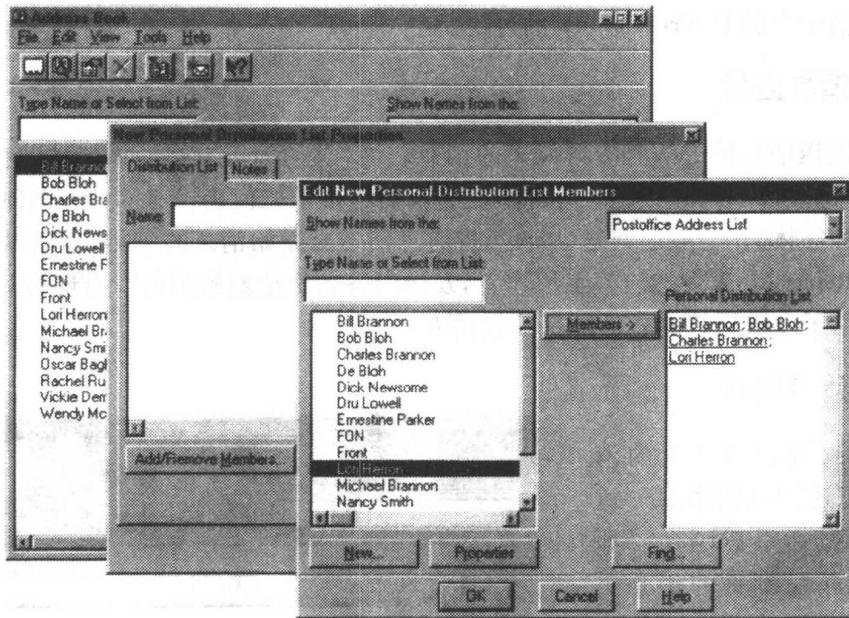 Address Book
File Edit View Tools Help
Type Name or Select from List:
Show Names from the:
Bill Brannon
Bob Bloh
Charles Bra
De Bloh
Dick News
Dru Lowell
Ernestine F
FON
Front
Lori Herron
Michael Br
Nancy Smi
Oscar Bagl
Rachel Ru
Vickie Dem
Wendy Mc
New Personal Distribution List Properties
Distribution List Notes
Name:
Add/Remove Members...
Edit New Personal Distribution List Members
Show Names from the:
Postoffice Address List
Type Name or Select from List:
Personal Distribution List
Bill Brannon
Bob Bloh
Charles Brannon
De Bloh
Dick Newsome
Dru Lowell
Ernestine Parker
FON
Front
Lori Herron
Michael Brannon
Nancy Smith
Members ->
Bill Brannon; Bob Bloh;
Charles Brannon;
Lori Herron
New... Properties Find...
OK Cancel Help